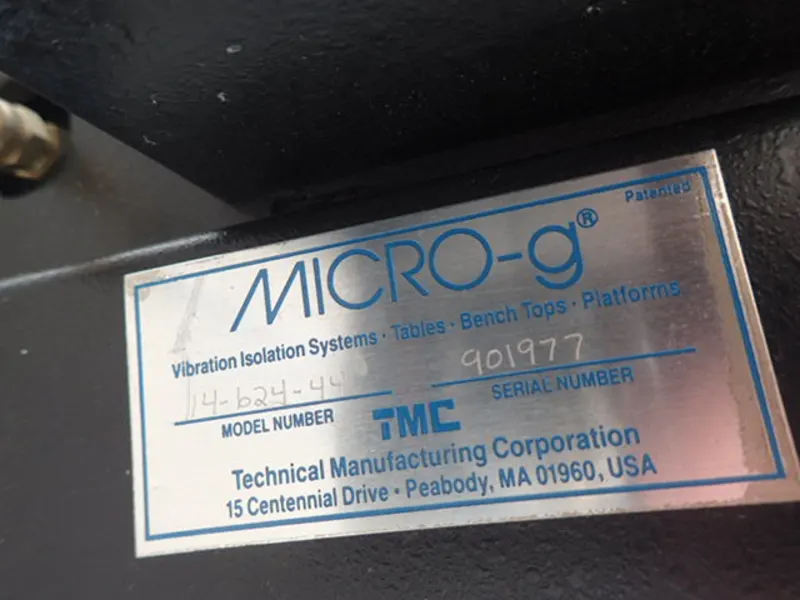 Patented
MICRO-g®
Vibration Isolation Systems · Tables · Bench Tops · Platforms
14-624-44 901977
MODEL NUMBER SERIAL NUMBER
TMC
Technical Manufacturing Corporation
15 Centennial Drive · Peabody, MA 01960, USA